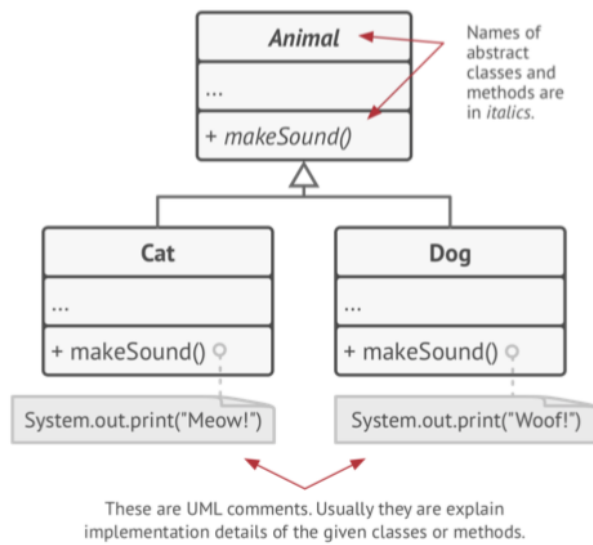 Animal
Names of
abstract
classes and
methods are
in italics.
...
+ makeSound()
Cat
Dog
...
...
+ makeSound()
+ makeSound()
System.out.print("Meow!")
System.out.print("Woof!")
These are UML comments. Usually they are explain
implementation details of the given classes or methods.